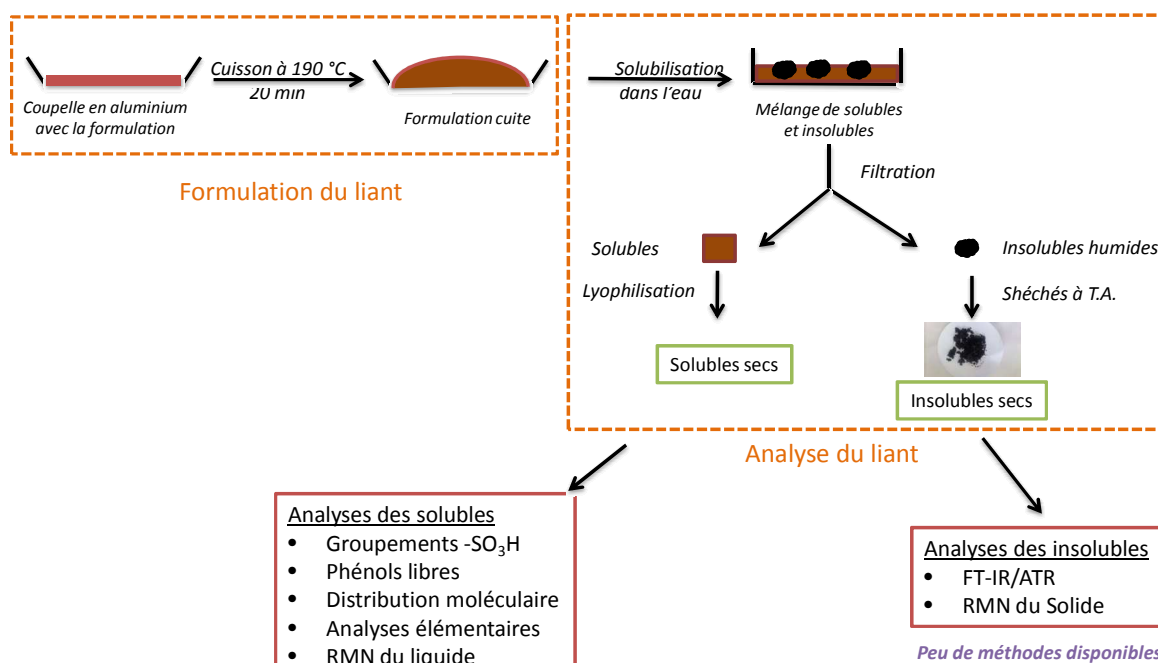 Cuisson à 190 °C
20 min
Coupelle en aluminium
avec la formulation
Formulation cuite
Formulation du liant
Solubilisation
dans l'eau
Mélange de solubles
et insolubles
Filtration
Solubles
Insolubles humides
Lyophilisation
Shéchés à T.A.
Solubles secs
Insolubles secs
Analyse du liant
Analyses des solubles
• Groupements -SO3H
• Phénols libres
• Distribution moléculaire
• Analyses élémentaires
• RMN du liquide
Analyses des insolubles
• FT-IR/ATR
• RMN du Solide
Peu de méthodes disponibles